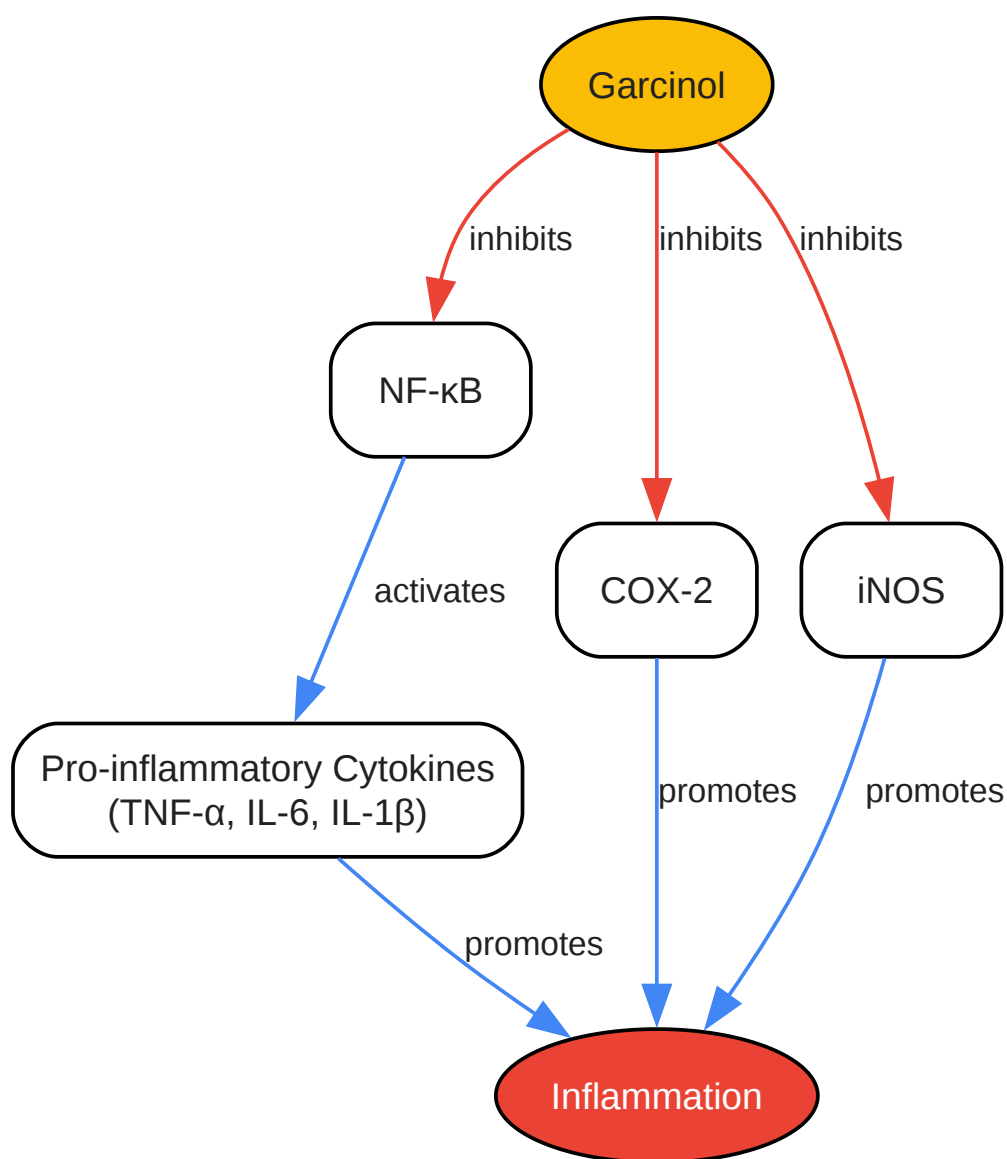 Garcinol
inhibits
inhibits
inhibits
NF-κB
activates
COX-2
iNOS
Pro-inflammatory Cytokines
(TNF-α, IL-6, IL-1β)
promotes
promotes
promotes
Inflammation